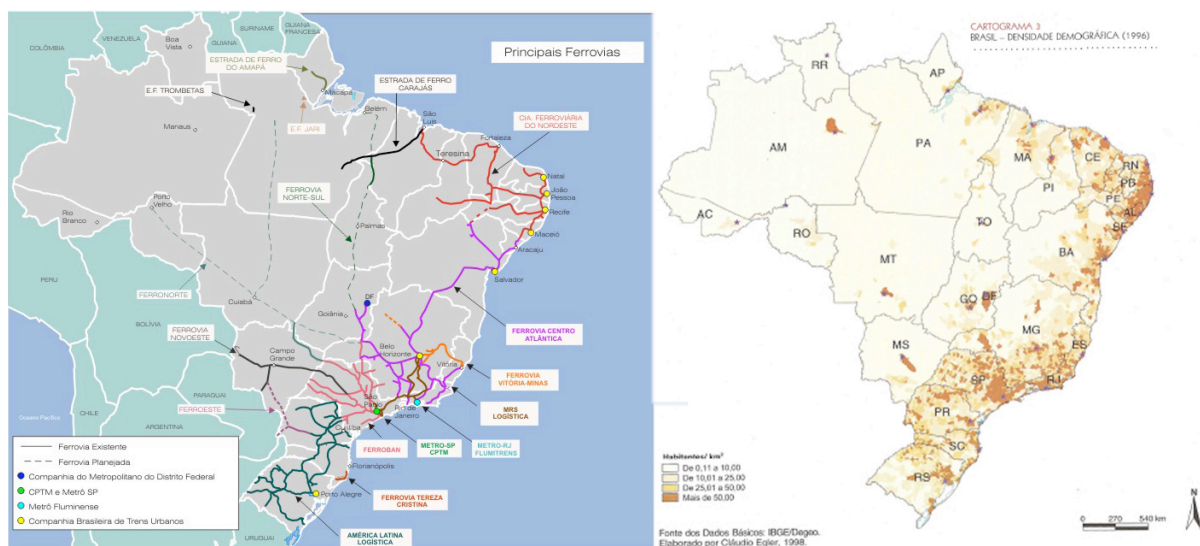 Principais Ferrovias
COLÔMBIA
VENEZUELA
SURINAME
GUIANA
GUIANA
FRANCESA
Boa
Vista
ESTRADA DE FERRO
DO AMAPÁ
E.F. TROMBETAS
Macapá
E.F. JARI
Belém
ESTRADA DE FERRO
CARAJÁS
São
Luis
CIA. FERROVIÁRIA
DO NORDESTE
Manaus
Teresina
Fortaleza
Natal
João
Pessoa
Recife
Maceió
Aracaju
Salvador
FERROVIA
NORTE-SUL
Porto
Velho
Rio
Branco
Palmas
PERU
FERRONORTE
Cuiabá
BOLÍVIA
DF
Goiânia
FERROVIA
NOVOESTE
Campo
Grande
Belo
Horizonte
Vitória
FERROVIA CENTRO
ATLÂNTICA
FERROVIA
VITÓRIA-MINAS
MRS
LOGÍSTICA
PARAGUAI
FERROESTE
São
Paulo
Rio de
Janeiro
Curitiba
FERROBAN
METRO-SP
CPTM
METRO-RJ
FLUMITRENS
Oceano Pacífico
CHILE
ARGENTINA
Florianópolis
Porto Alegre
FERROVIA TEREZA
CRISTINA
AMÉRICA LATINA
LOGÍSTICA
URUGUAI
Ferrovia Existente
Ferrovia Planejada
Companhia do Metropolitano do Distrito Federal
CPTM e Metrô SP
Metrô Fluminense
Companhia Brasileira de Trens Urbanos
CARTOGRAMA 3
BRASIL – DENSIDADE DEMOGRÁFICA (1996)
RR
AP
AM
PA
MA
CE
RN
PB
PE
AL
SE
PI
AC
RO
TO
BA
MT
GO
DF
MG
ES
MS
SP
RJ
PR
SC
RS
Habitantes/ km²
De 0,11 a 10,00
De 10,01 a 25,00
De 25,01 a 50,00
Mais de 50,00
N
0 270 540 km
Fonte dos Dados Básicos: IBGE/Degeo.
Elaborado por Cláudio Egler, 1998.